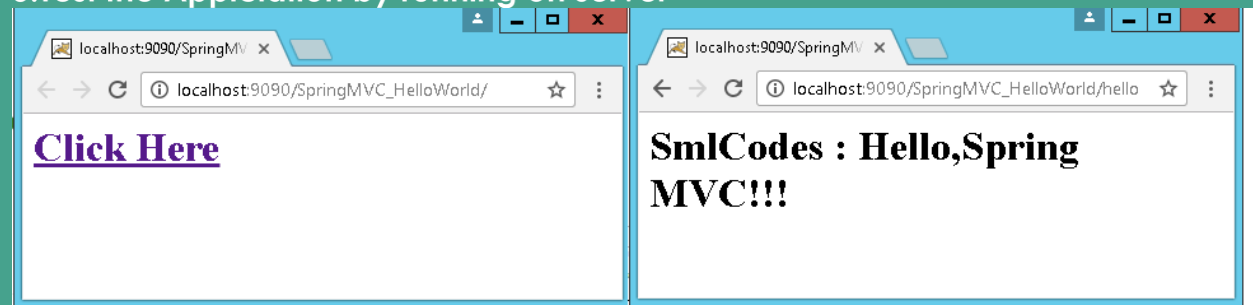 localhost:9090/SpringMV
localhost:9090/SpringMVC_HelloWorld/
Click Here
localhost:9090/SpringMV
localhost:9090/SpringMVC_HelloWorld/hello
SmlCodes : Hello,Spring
MVC!!!